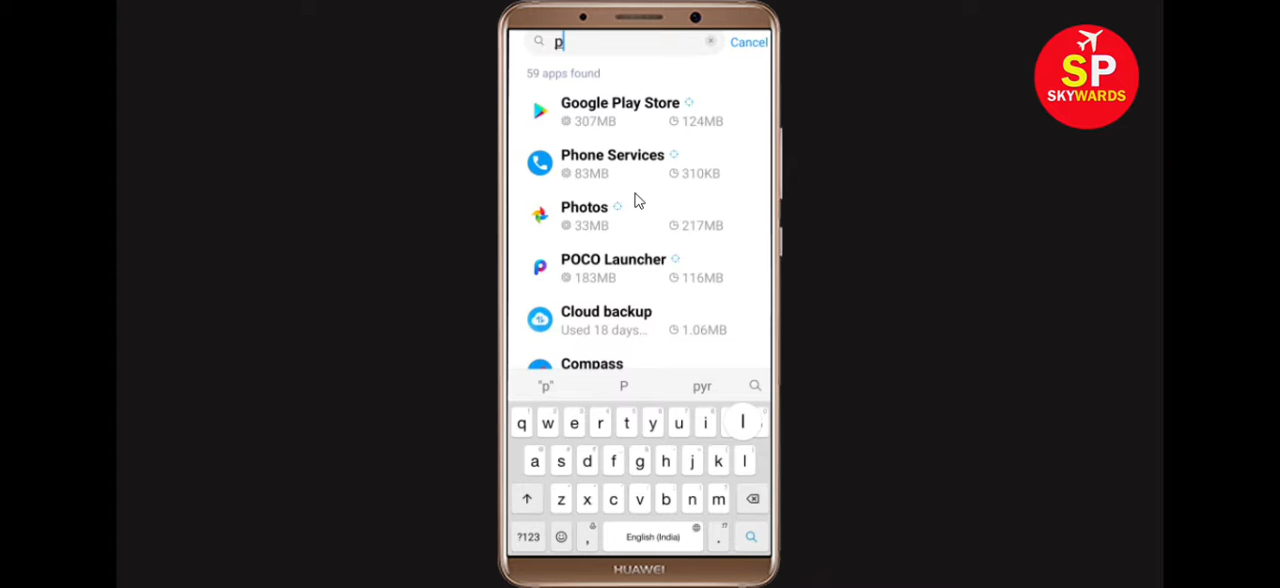 p
Cancel
59 apps found
Google Play Store
307MB 124MB
Phone Services
83MB 310KB
Photos
33MB 217MB
POCO Launcher
183MB 116MB
Cloud backup
Used 18 days... 1.06MB
Compass
"p" P pyr
q w e r t y u i l
a s d f g h j k l
z x c v b n m
?123 , English (India) .
HUAWEI
SP
SKYWARDS